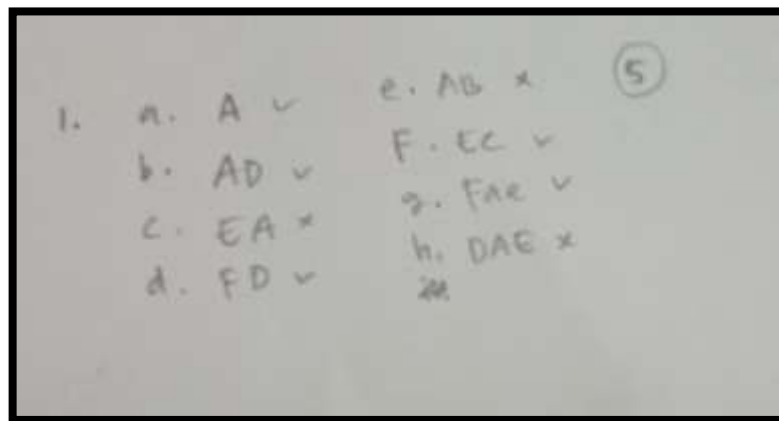 1. a. A ✓
b. AD ✓
c. EA ×
d. FD ✓
e. AB ×
F. EC ✓
g. FAE ✓
h. DAE ×
5